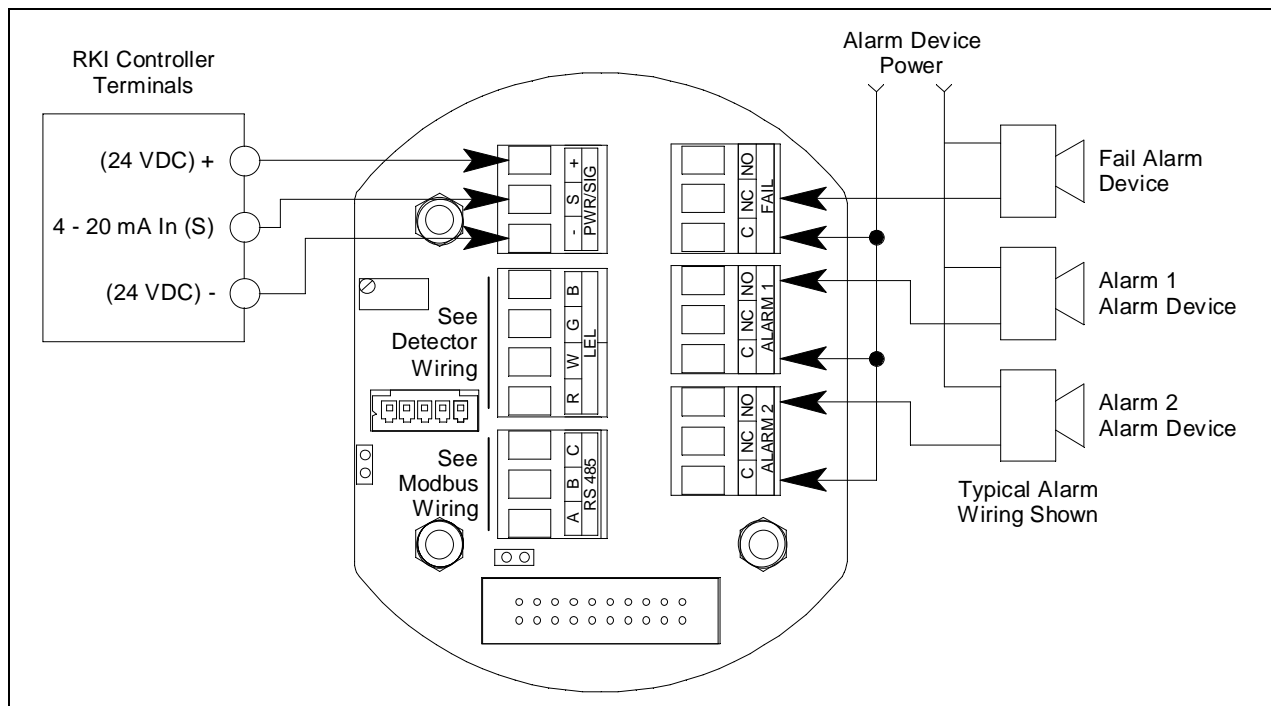 RKI Controller
Terminals
(24 VDC) +
4 - 20 mA In (S)
(24 VDC) -
+
S
-
PWR/SIG
See
Detector
Wiring
B
G
W
R
LEL
See
Modbus
Wiring
C
B
A
RS 485
NO
NC
C
FAIL
NO
NC
C
ALARM 1
NO
NC
C
ALARM 2
Alarm Device
Power
Fail Alarm
Device
Alarm 1
Alarm Device
Alarm 2
Alarm Device
Typical Alarm
Wiring Shown